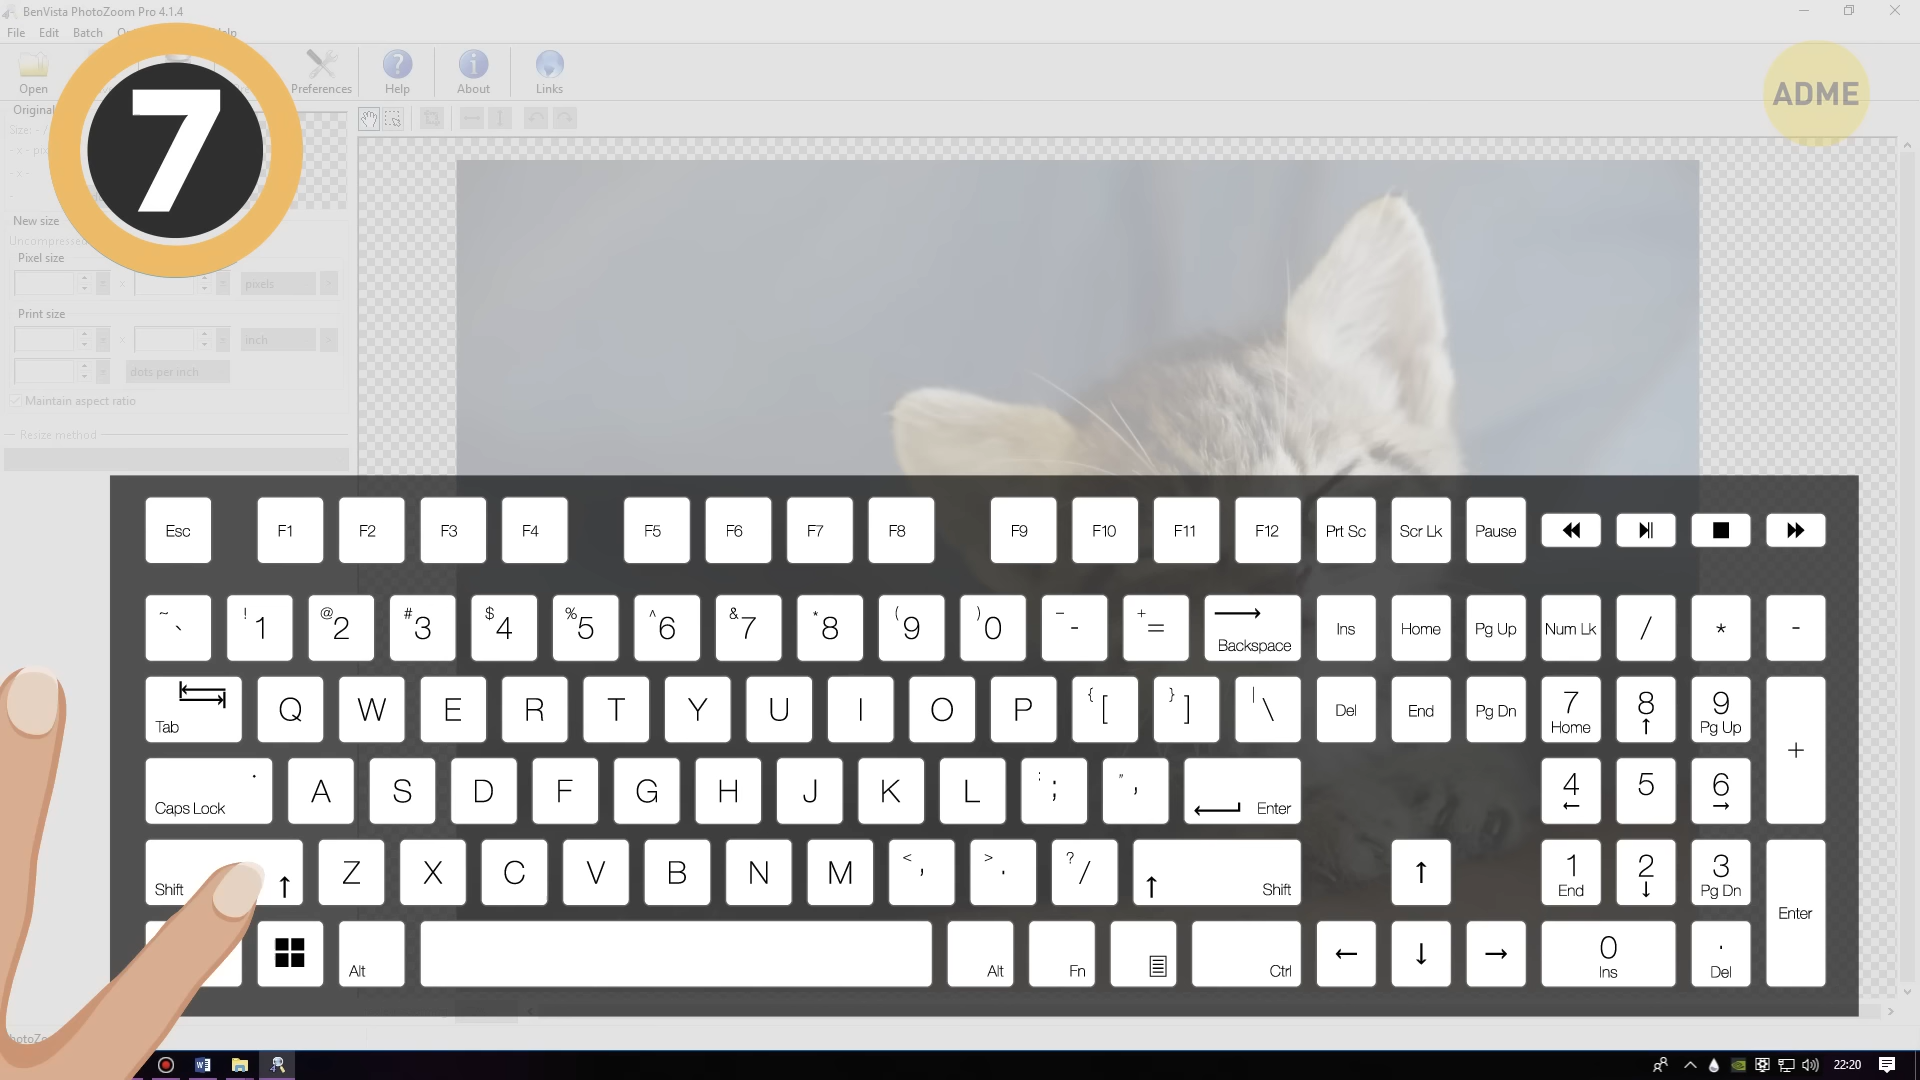 BenVista PhotoZoom Pro 4.1.4
File Edit Batch
Open Preferences Help About Links
ADME
7
Original
New size
Uncompressed
Pixel size
x pixels
Print size
x inch
dots per inch
Maintain aspect ratio
Resize method
Esc F1 F2 F3 F4 F5 F6 F7 F8 F9 F10 F11 F12 Prt Sc Scr Lk Pause
~ ` ! 1 @ 2 # 3 $ 4 % 5 ^ 6 & 7 * 8 ( 9 ) 0 - - + = Backspace Ins Home Pg Up Num Lk / * -
Tab Q W E R T Y U I O P { [ } ] | \ Del End Pg Dn 7 Home 8 ↑ 9 Pg Up +
Caps Lock A S D F G H J K L : ; " ' Enter 4 ← 5 6 →
Shift ↑ Z X C V B N M < , > . ? / ↑ Shift ↑ 1 End 2 ↓ 3 Pg Dn Enter
Alt Alt Fn Ctrl ← ↓ → 0 Ins . Del
22:20